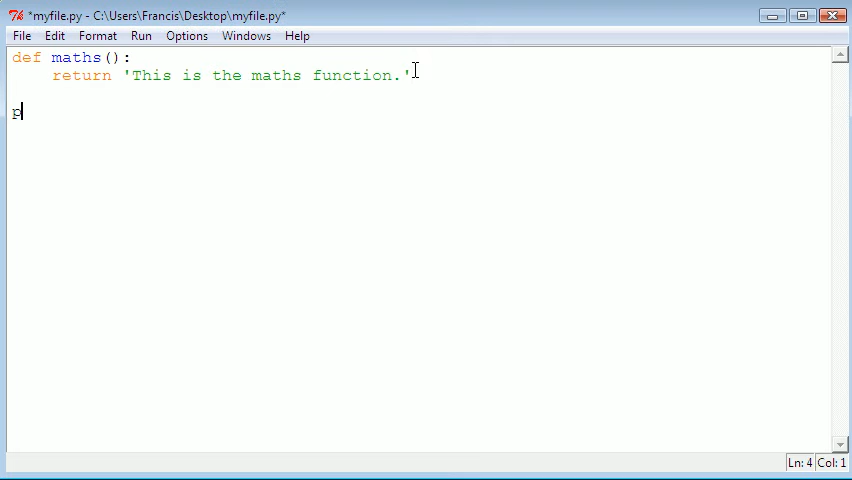 *myfile.py - C:\Users\Francis\Desktop\myfile.py*
File Edit Format Run Options Windows Help
def maths():
    return 'This is the maths function.'
p
Ln: 4 Col: 1